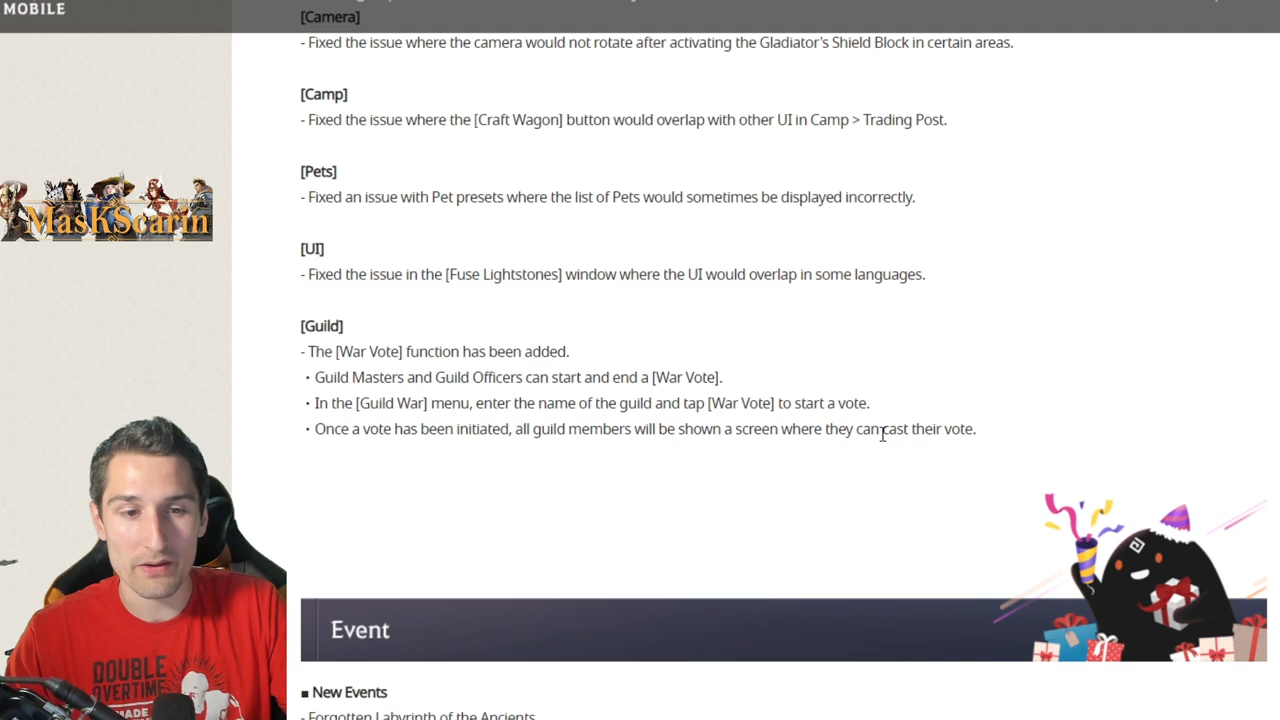 MOBILE
[Camera]
- Fixed the issue where the camera would not rotate after activating the Gladiator's Shield Block in certain areas.
[Camp]
- Fixed the issue where the [Craft Wagon] button would overlap with other UI in Camp > Trading Post.
[Pets]
- Fixed an issue with Pet presets where the list of Pets would sometimes be displayed incorrectly.
MasKScarin
[UI]
- Fixed the issue in the [Fuse Lightstones] window where the UI would overlap in some languages.
[Guild]
- The [War Vote] function has been added.
・Guild Masters and Guild Officers can start and end a [War Vote].
・In the [Guild War] menu, enter the name of the guild and tap [War Vote] to start a vote.
・Once a vote has been initiated, all guild members will be shown a screen where they can cast their vote.
Event
■ New Events
- Forgotten Labyrinth of the Ancients
DOUBLE
OVERTIME
MADE